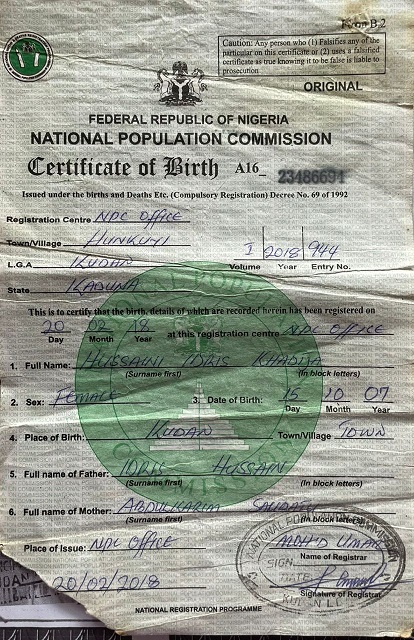 Form B.2
Caution: Any person who (1) Falsifies any of the
particular on this certificate or (2) uses a falsified
certificate as true knowing it to be false is liable to
prosecution
ORIGINAL
FEDERAL REPUBLIC OF NIGERIA
NATIONAL POPULATION COMMISSION
Certificate of Birth A16_ 23486691
Issued under the births and Deaths Etc. (Compulsory Registration) Decree No. 69 of 1992
Registration Centre NPC OFFICE
Town/Village HUNKUYI
L.G.A KUDAN
I 2018 944
Volume Year Entry No.
State KADUNA
This is to certify that the birth, details of which are recorded herein has been registered on
20 02 18 at this registration centre NPC OFFICE
Day Month Year
1. Full Name: HUSSAINI IDRIS KHADIJA
(Surname first) (In block letters)
2. Sex: FEMALE 3. Date of Birth: 15 10 07
Day Month Year
4. Place of Birth: KUDAN Town/Village TOWN
5. Full name of Father: IDRIS HUSSAIN
(Surname first) (In block letters)
6. Full name of Mother: ABDULKARIM
(Surname first) (In block letters)
Place of Issue: NPC OFFICE
UMAR
Name of Registrar
20/02/2018
SIGN
DATE
Signature of Registrar
NATIONAL REGISTRATION PROGRAMME